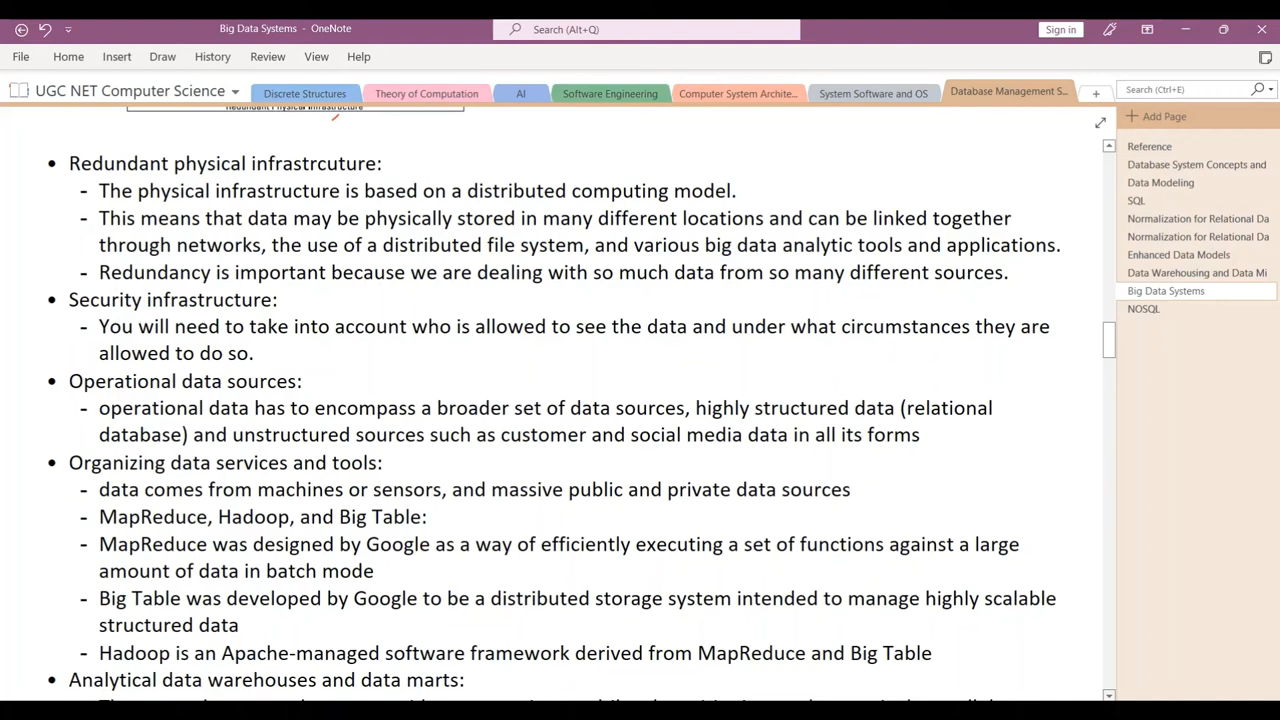 Big Data Systems - OneNote
Search (Alt+Q)
Sign in
File Home Insert Draw History Review View Help
UGC NET Computer Science
Discrete Structures
Theory of Computation
AI
Software Engineering
Computer System Archite...
System Software and OS
Database Management S...
Search (Ctrl+E)
Add Page
Reference
Database System Concepts and
Data Modeling
SQL
Normalization for Relational Da
Normalization for Relational Da
Enhanced Data Models
Data Warehousing and Data Mi
Big Data Systems
NOSQL
Redundant Physical Infrastructure
• Redundant physical infrastrcuture:
- The physical infrastructure is based on a distributed computing model.
- This means that data may be physically stored in many different locations and can be linked together
through networks, the use of a distributed file system, and various big data analytic tools and applications.
- Redundancy is important because we are dealing with so much data from so many different sources.
• Security infrastructure:
- You will need to take into account who is allowed to see the data and under what circumstances they are
allowed to do so.
• Operational data sources:
- operational data has to encompass a broader set of data sources, highly structured data (relational
database) and unstructured sources such as customer and social media data in all its forms
• Organizing data services and tools:
- data comes from machines or sensors, and massive public and private data sources
- MapReduce, Hadoop, and Big Table:
- MapReduce was designed by Google as a way of efficiently executing a set of functions against a large
amount of data in batch mode
- Big Table was developed by Google to be a distributed storage system intended to manage highly scalable
structured data
- Hadoop is an Apache-managed software framework derived from MapReduce and Big Table
• Analytical data warehouses and data marts: